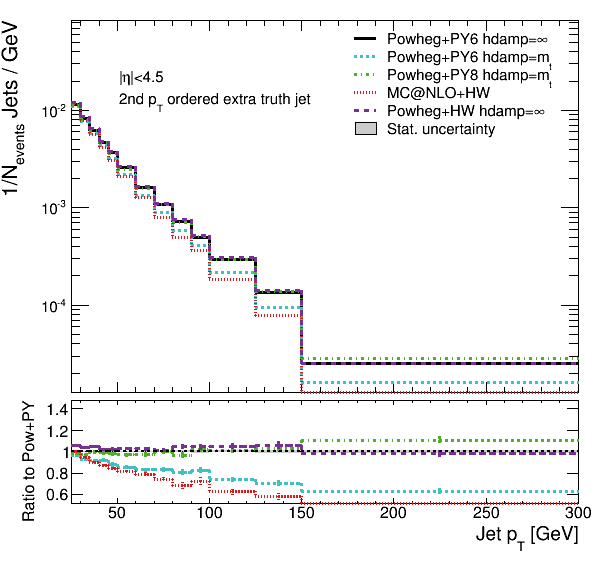 1/N_events Jets / GeV
10^-2
10^-3
10^-4
|η|<4.5
2nd p_T ordered extra truth jet
Powheg+PY6 hdamp=∞
Powheg+PY6 hdamp=m_t
Powheg+PY8 hdamp=m_t
MC@NLO+HW
Powheg+HW hdamp=∞
Stat. uncertainty
Ratio to Pow+PY
1.4
1.2
1
0.8
0.6
50 100 150 200 250 300
Jet p_T [GeV]